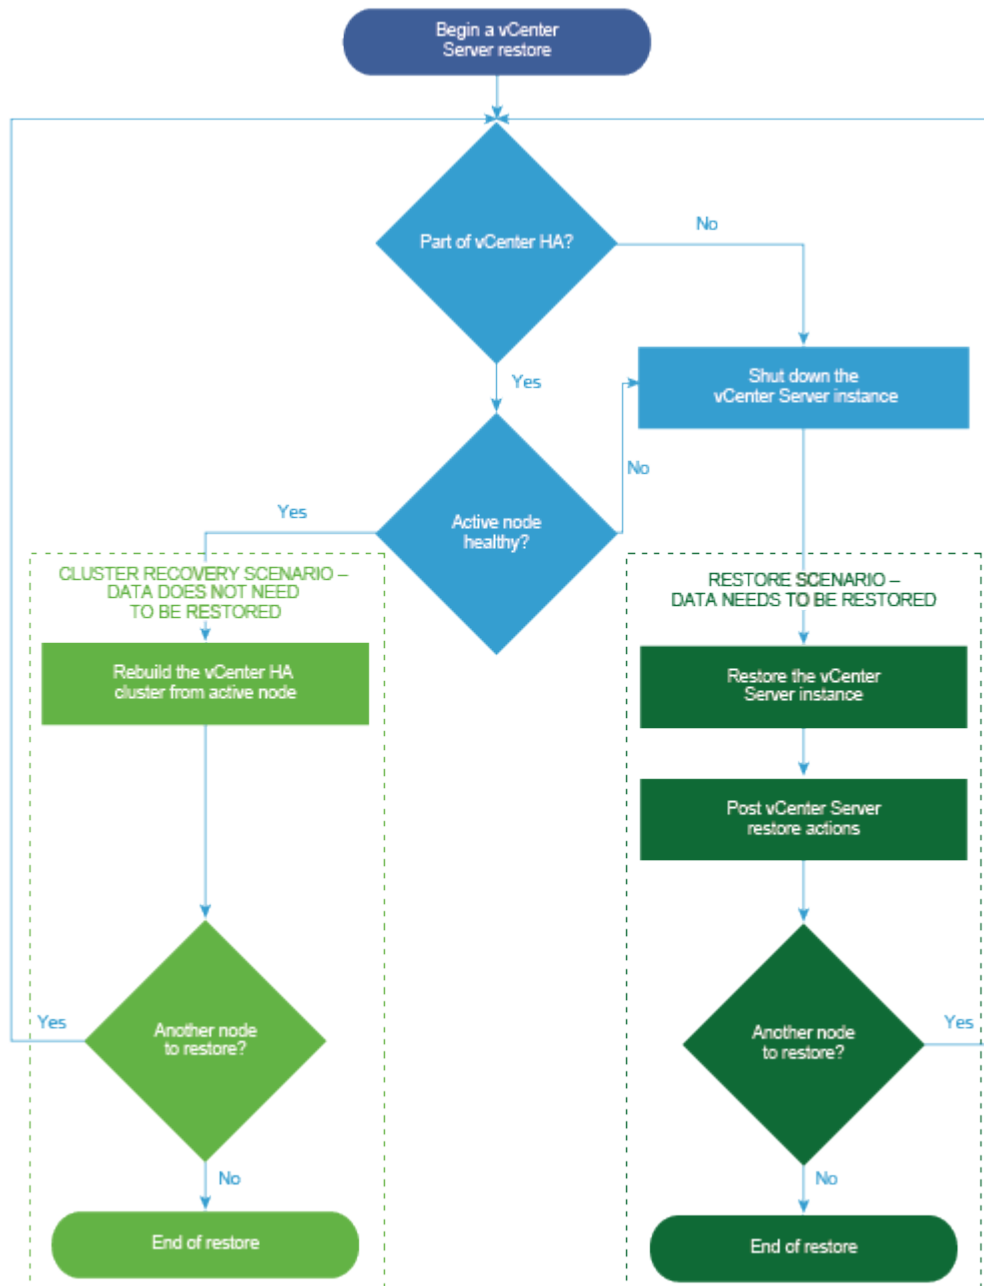 Begin a vCenter
Server restore
Part of vCenter HA?
No
Yes
Shut down the
vCenter Server instance
No
Yes
Active node
healthy?
CLUSTER RECOVERY SCENARIO –
DATA DOES NOT NEED
TO BE RESTORED
RESTORE SCENARIO –
DATA NEEDS TO BE RESTORED
Rebuild the vCenter HA
cluster from active node
Restore the vCenter
Server instance
Post vCenter Server
restore actions
Yes
Another node
to restore?
Another node
to restore?
Yes
No
No
End of restore
End of restore